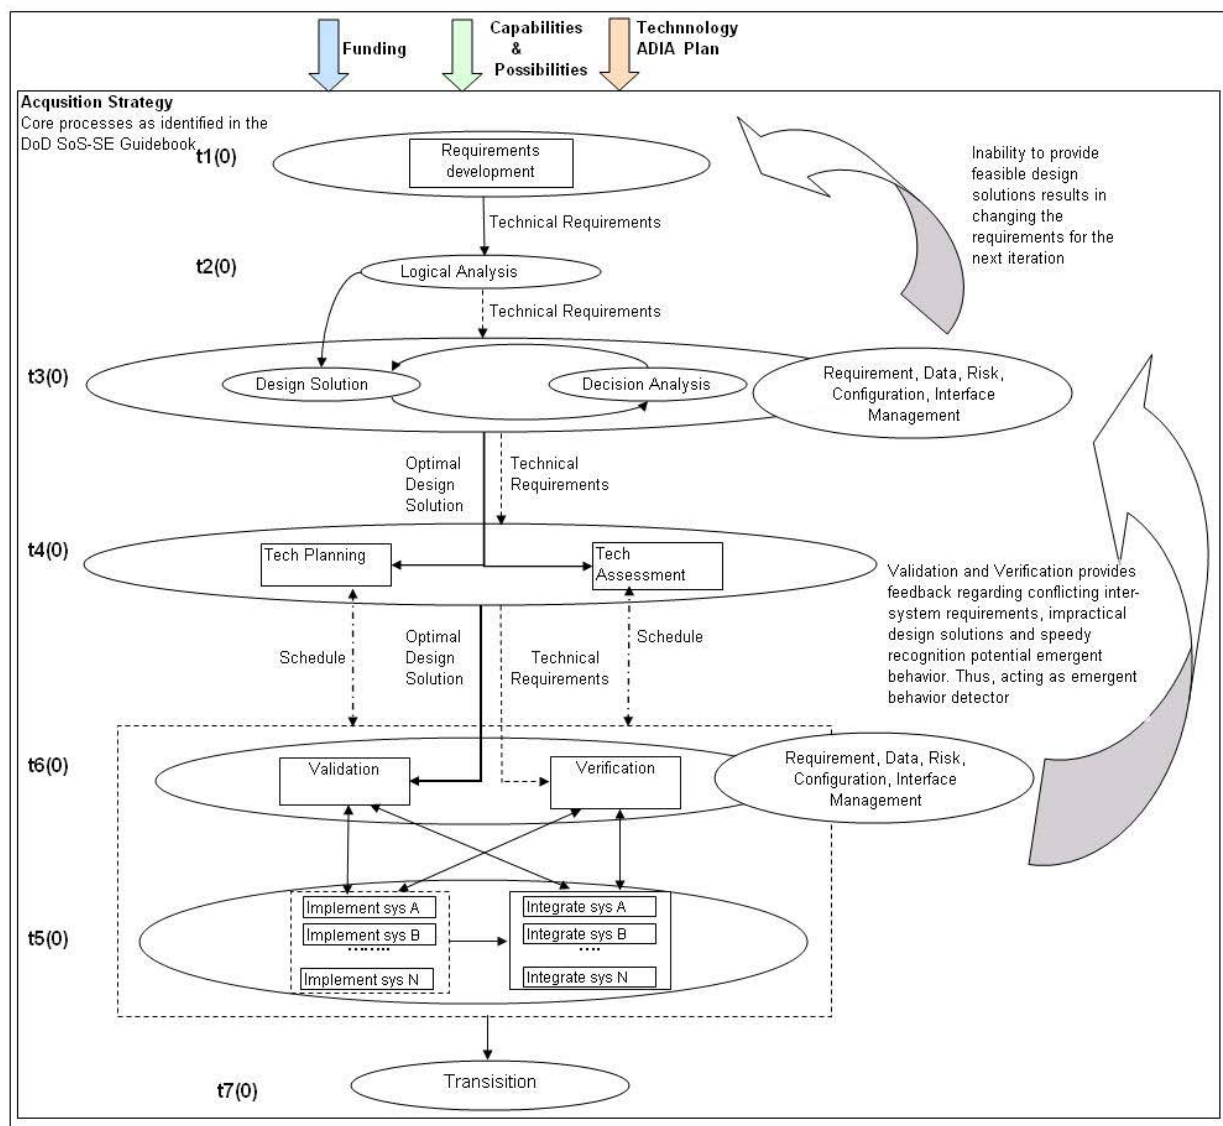 Funding
Capabilities
&
Possibilities
Technnology
ADIA Plan
Acqusition Strategy
Core processes as identified in the
DoD SoS-SE Guidebook
t1(0)
Requirements
development
Technical Requirements
Inability to provide
feasible design
solutions results in
changing the
requirements for the
next iteration
t2(0)
Logical Analysis
Technical Requirements
t3(0)
Design Solution
Decision Analysis
Requirement, Data, Risk,
Configuration, Interface
Management
Optimal
Design
Solution
Technical
Requirements
t4(0)
Tech Planning
Tech
Assessment
Validation and Verification provides
feedback regarding conflicting inter-
system requirements, impractical
design solutions and speedy
recognition potential emergent
behavior. Thus, acting as emergent
behavior detector
Schedule
Optimal
Design
Solution
Technical
Requirements
Schedule
t6(0)
Validation
Verification
Requirement, Data, Risk,
Configuration, Interface
Management
t5(0)
Implement sys A
Implement sys B
........
Implement sys N
Integrate sys A
Integrate sys B
....
Integrate sys N
t7(0)
Transisition